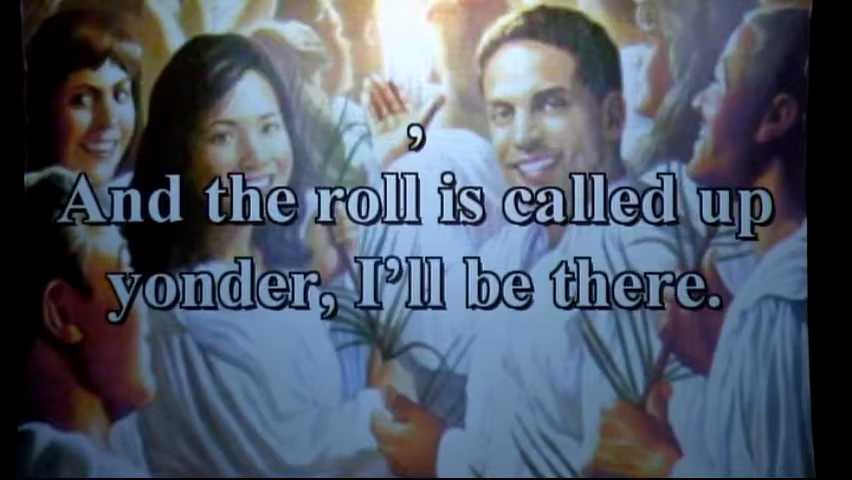 ’
And the roll is called up
yonder, I’ll be there.